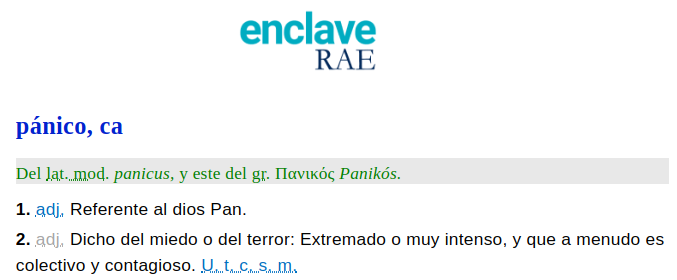 enclave
RAE
pánico, ca
Del lat. mod. panicus, y este del gr. Πανικός Panikós.
1. adj. Referente al dios Pan.
2. adj. Dicho del miedo o del terror: Extremado o muy intenso, y que a menudo es
colectivo y contagioso. U. t. c. s. m.